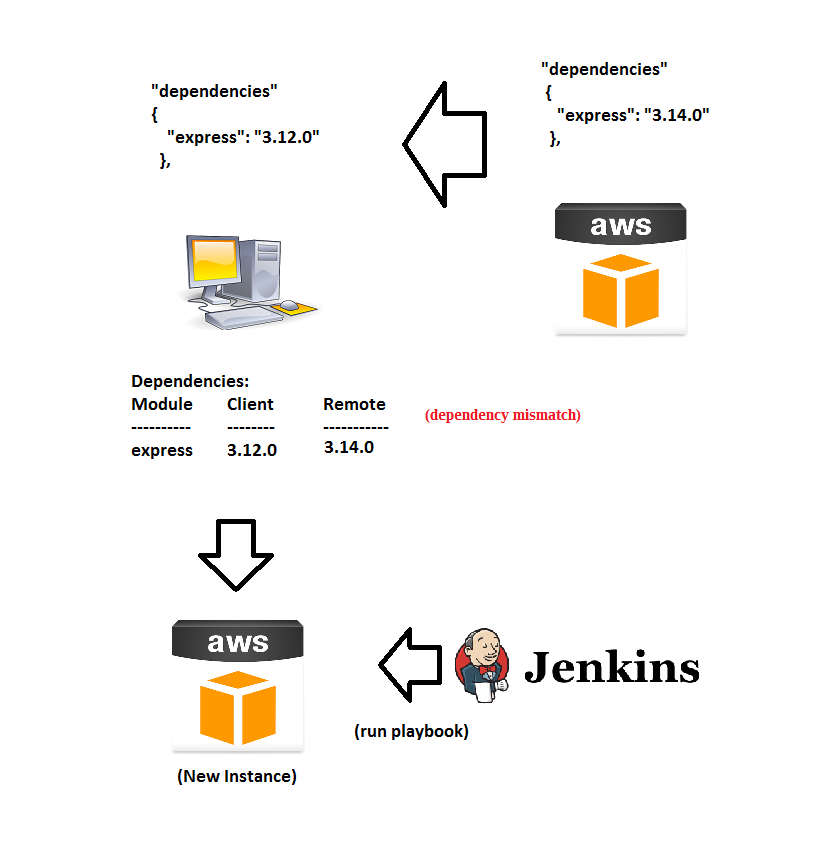 "dependencies"
{
"express": "3.12.0"
},
"dependencies"
{
"express": "3.14.0"
},
aws
Dependencies:
Module Client Remote
---------- -------- -----------
express 3.12.0 3.14.0
(dependency mismatch)
aws
(New Instance)
Jenkins
(run playbook)